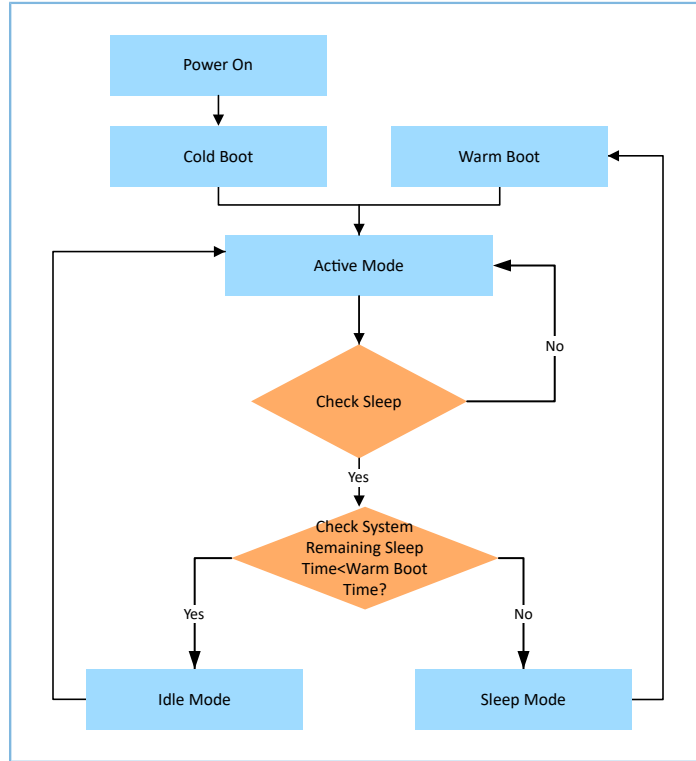 Power On
Cold Boot
Warm Boot
Active Mode
No
Check Sleep
Yes
Check System
Remaining Sleep
Time<Warm Boot
Time?
Yes
No
Idle Mode
Sleep Mode